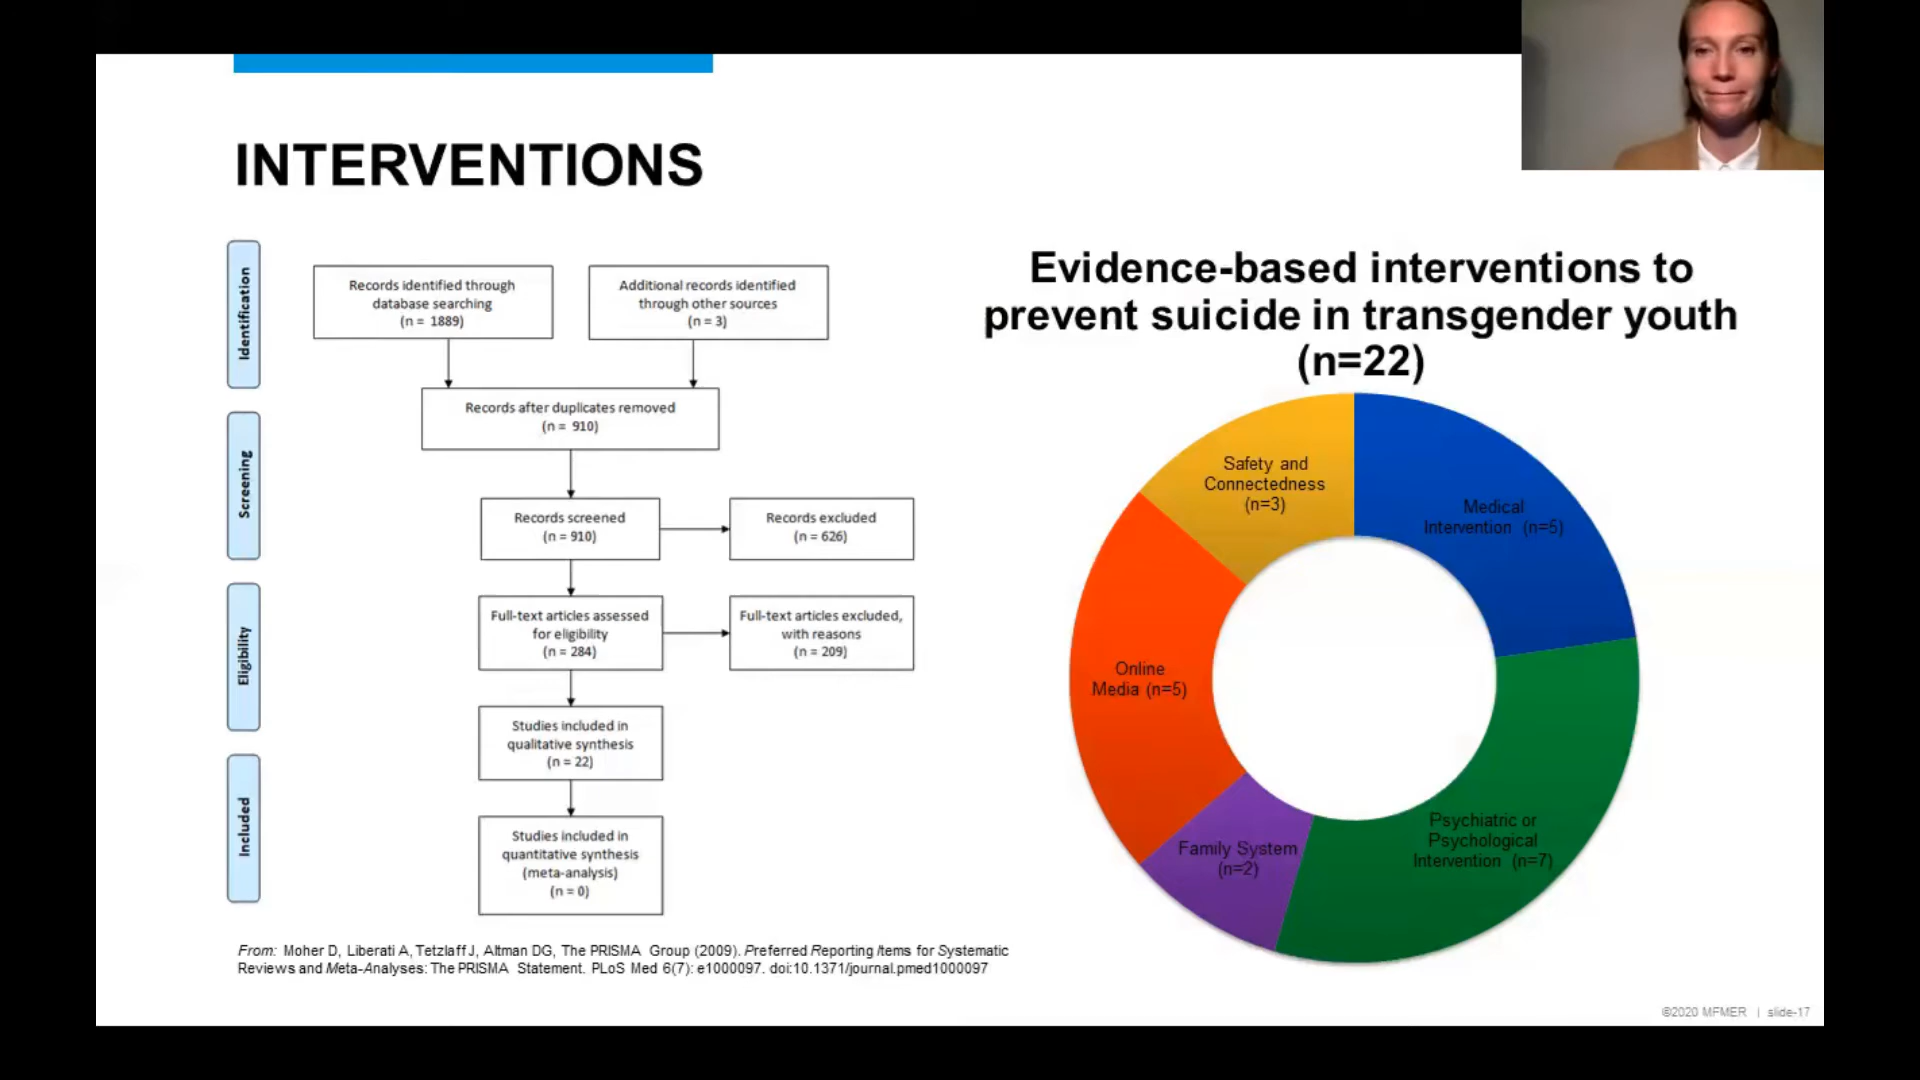 INTERVENTIONS
Identification
Screening
Eligibility
Included
Records identified through
database searching
(n = 1889)
Additional records identified
through other sources
(n = 3)
Records after duplicates removed
(n = 910)
Records screened
(n = 910)
Records excluded
(n = 626)
Full-text articles assessed
for eligibility
(n = 284)
Full-text articles excluded,
with reasons
(n = 209)
Studies included in
qualitative synthesis
(n = 22)
Studies included in
quantitative synthesis
(meta-analysis)
(n = 0)
From: Moher D, Liberati A, Tetzlaff J, Altman DG, The PRISMA Group (2009). Preferred Reporting Items for Systematic
Reviews and Meta-Analyses: The PRISMA Statement. PLoS Med 6(7): e1000097. doi:10.1371/journal.pmed1000097
Evidence-based interventions to
prevent suicide in transgender youth
(n=22)
Safety and
Connectedness
(n=3)
Medical
Intervention (n=5)
Online
Media (n=5)
Family System
(n=2)
Psychiatric or
Psychological
Intervention (n=7)
©2020 MFMER | slide-17